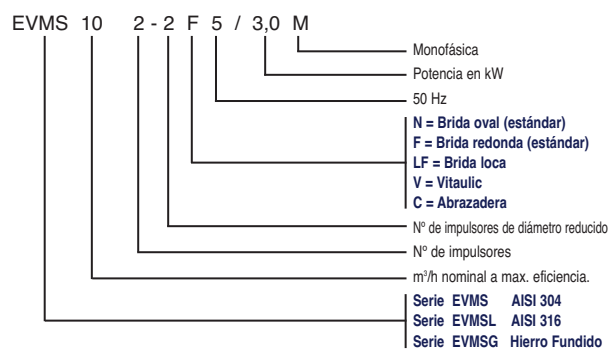 EVMS 10 2 - 2 F 5 / 3,0 M
Monofásica
Potencia en kW
50 Hz
N = Brida oval (estándar)
F = Brida redonda (estándar)
LF = Brida loca
V = Vitaulic
C = Abrazadera
Nº de impulsores de diámetro reducido
Nº de impulsores
m³/h nominal a max. eficiencia.
Serie EVMS AISI 304
Serie EVMSL AISI 316
Serie EVMSG Hierro Fundido